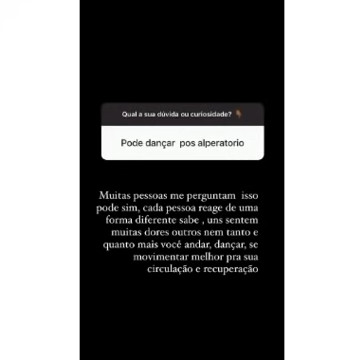 Qual a sua dúvida ou curiosidade?
Pode dançar pos alperatorio
Muitas pessoas me perguntam isso
pode sim, cada pessoa reage de uma
forma diferente sabe , uns sentem
muitas dores outros nem tanto e
quanto mais você andar, dançar, se
movimentar melhor pra sua
circulação e recuperação